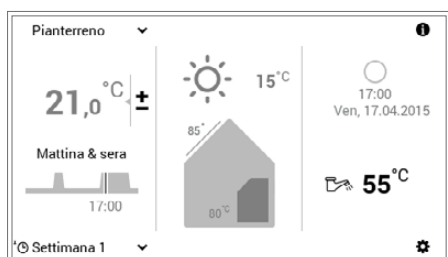 Pianterreno
21,0°C ±
Mattina & sera
17:00
Settimana 1
15°C
85°
80°C
17:00
Ven, 17.04.2015
55°C